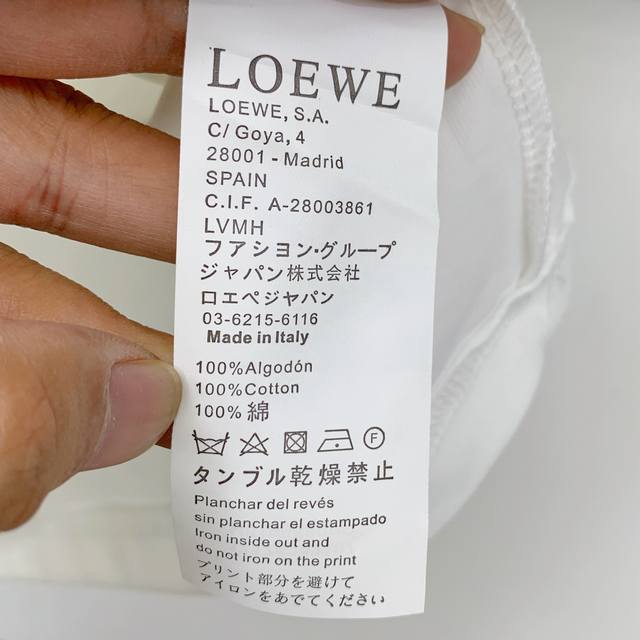 LOEWE
LOEWE, S.A.
C/ Goya, 4
28001 - Madrid
SPAIN
C.I.F. A-28003861
LVMH
フアション・グループ
ジャパン株式会社
ロエペジャパン
03-6215-6116
Made in Italy
100%Algodón
100%Cotton
100%綿
F
タンブル乾燥禁止
Planchar del revés
sin planchar el estampado
Iron inside out and
do not iron on the print
プリント部分を避けて
アイロンをあでてください